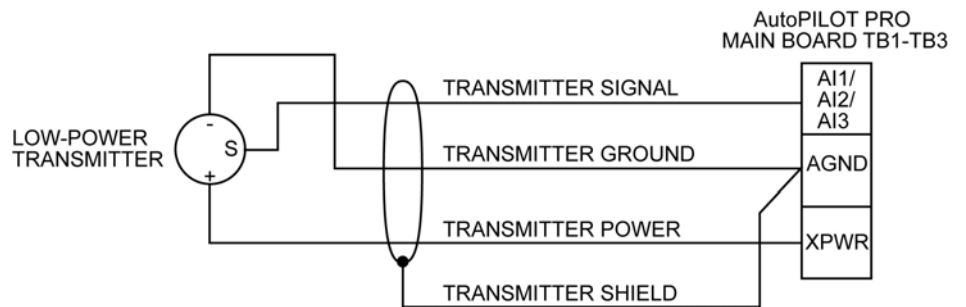 AutoPILOT PRO
MAIN BOARD TB1-TB3
TRANSMITTER SIGNAL
AI1/
AI2/
AI3
-
S
+
LOW-POWER
TRANSMITTER
TRANSMITTER GROUND
AGND
TRANSMITTER POWER
XPWR
TRANSMITTER SHIELD